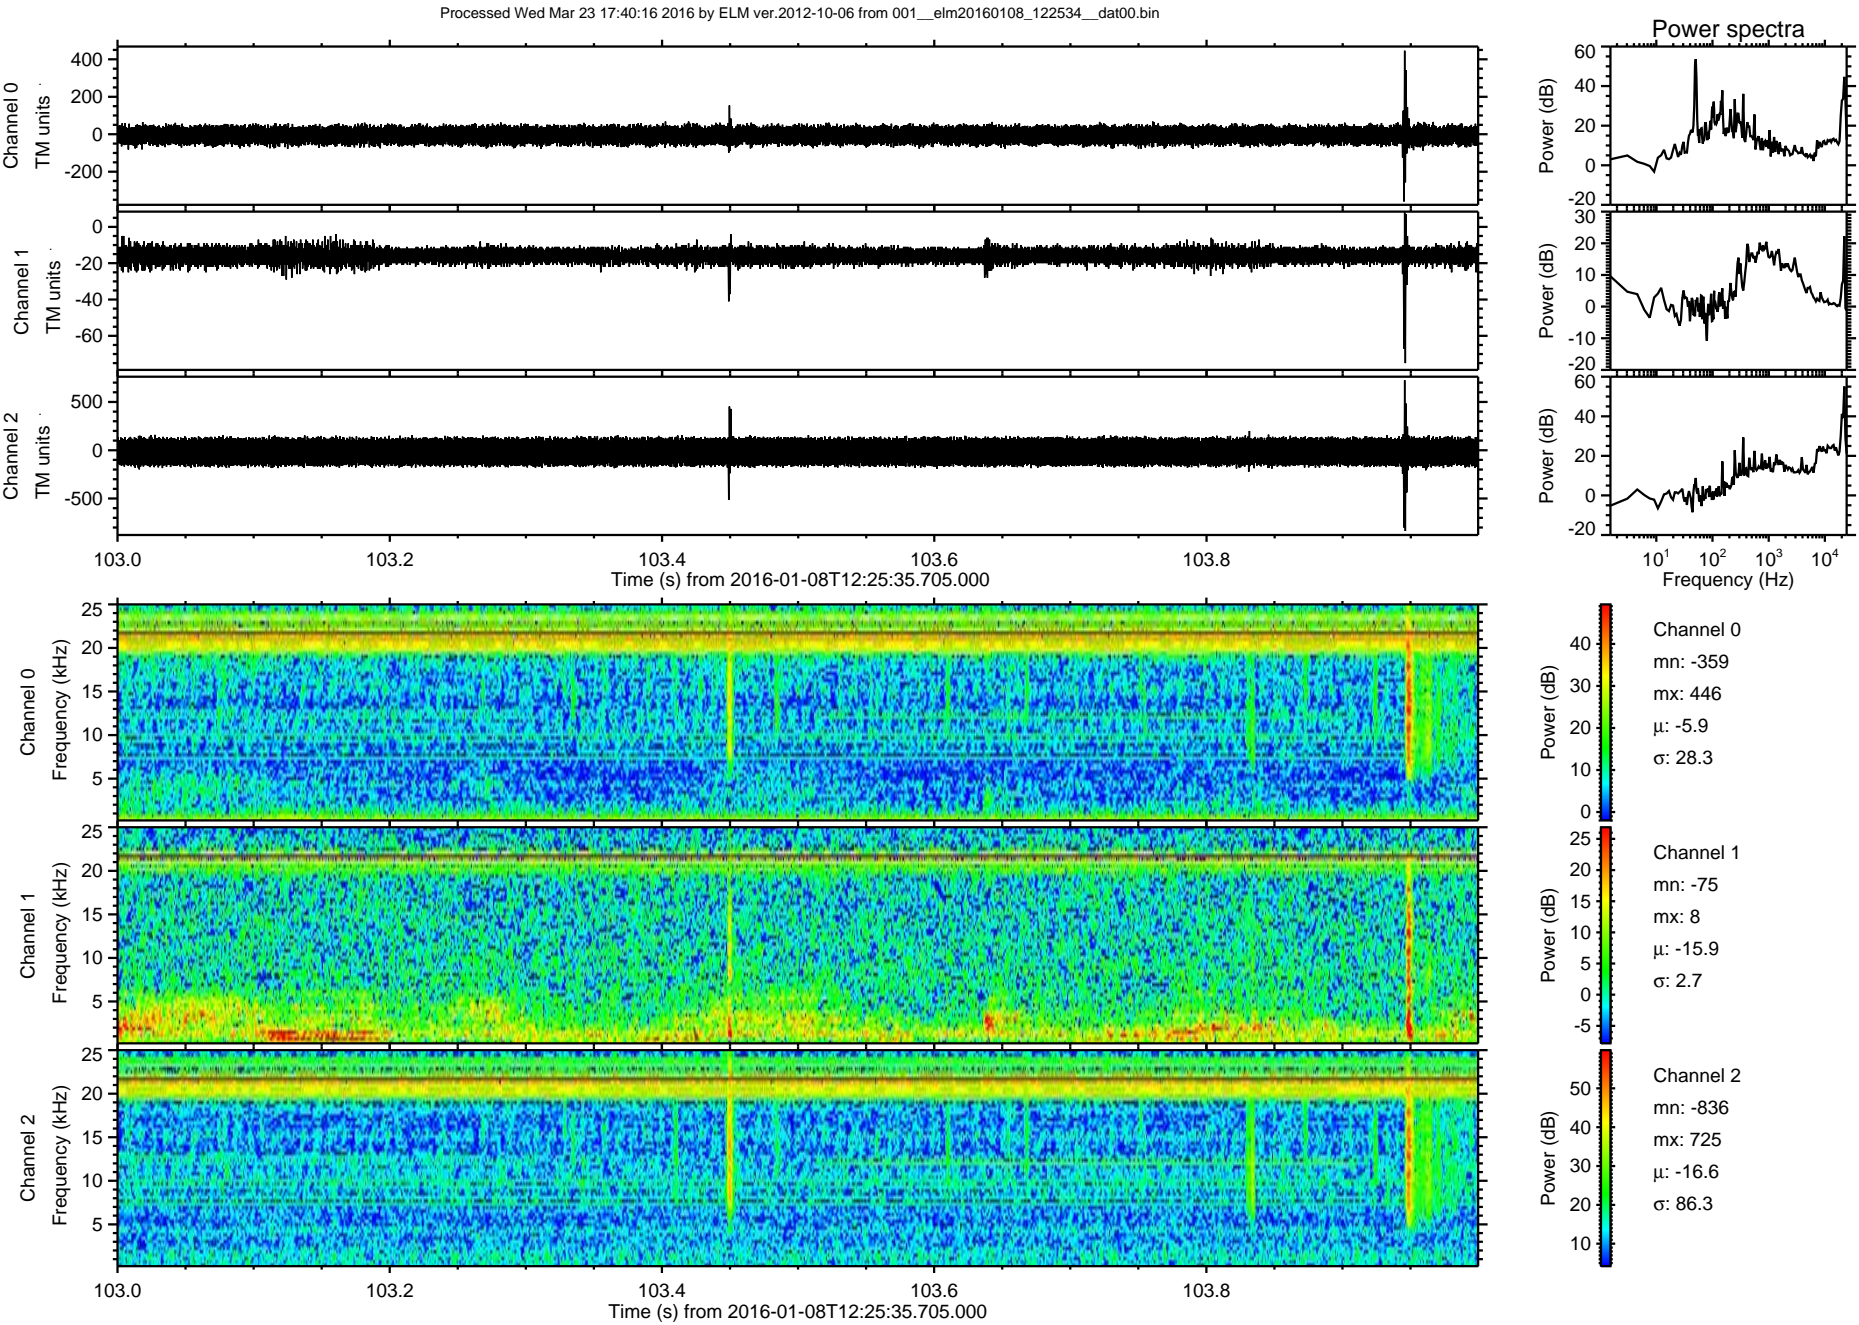 Processed Wed Mar 23 17:40:16 2016 by ELM ver.2012-10-06 from 001__elm20160108_122534__dat00.bin
Power spectra
Channel 0
TM units
400
200
0
-200
Power (dB)
60
40
20
0
-20
Channel 1
TM units
0
-20
-40
-60
Power (dB)
30
20
10
0
-10
-20
Channel 2
TM units
500
0
-500
Power (dB)
60
40
20
0
-20
103.0 103.2 103.4 103.6 103.8
Time (s) from 2016-01-08T12:25:35.705.000
10¹ 10² 10³ 10⁴
Frequency (Hz)
Channel 0
Frequency (kHz)
25
20
15
10
5
Power (dB)
40
30
20
10
0
Channel 0
mn: -359
mx: 446
μ: -5.9
σ: 28.3
Channel 1
Frequency (kHz)
25
20
15
10
5
Power (dB)
25
20
15
10
5
0
-5
Channel 1
mn: -75
mx: 8
μ: -15.9
σ: 2.7
Channel 2
Frequency (kHz)
25
20
15
10
5
Power (dB)
50
40
30
20
10
Channel 2
mn: -836
mx: 725
μ: -16.6
σ: 86.3
103.0 103.2 103.4 103.6 103.8
Time (s) from 2016-01-08T12:25:35.705.000